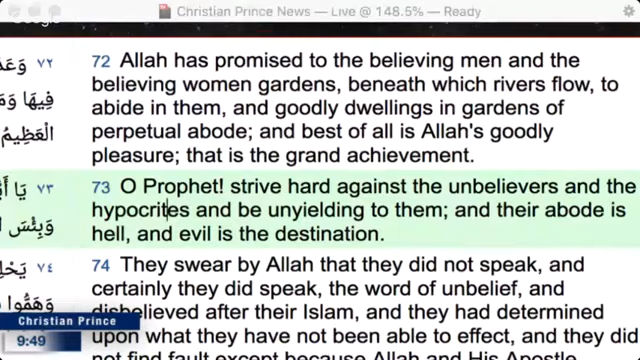 Christian Prince News — Live @ 148.5% — Ready
٧٢ وَعَدَ
72 Allah has promised to the believing men and the
believing women gardens, beneath which rivers flow, to
فِيهَا
abide in them, and goodly dwellings in gardens of
الْعَظِيمُ
perpetual abode; and best of all is Allah's goodly
pleasure; that is the grand achievement.
٧٣
73 O Prophet! strive hard against the unbelievers and the
hypocrites and be unyielding to them; and their abode is
وَبِئْسَ
hell, and evil is the destination.
٧٤
74 They swear by Allah that they did not speak, and
certainly they did speak, the word of unbelief, and
disbelieved after their Islam, and they had determined
upon what they have not been able to effect, and they did
not find fault except because Allah and His Apostle
Christian Prince
9:49